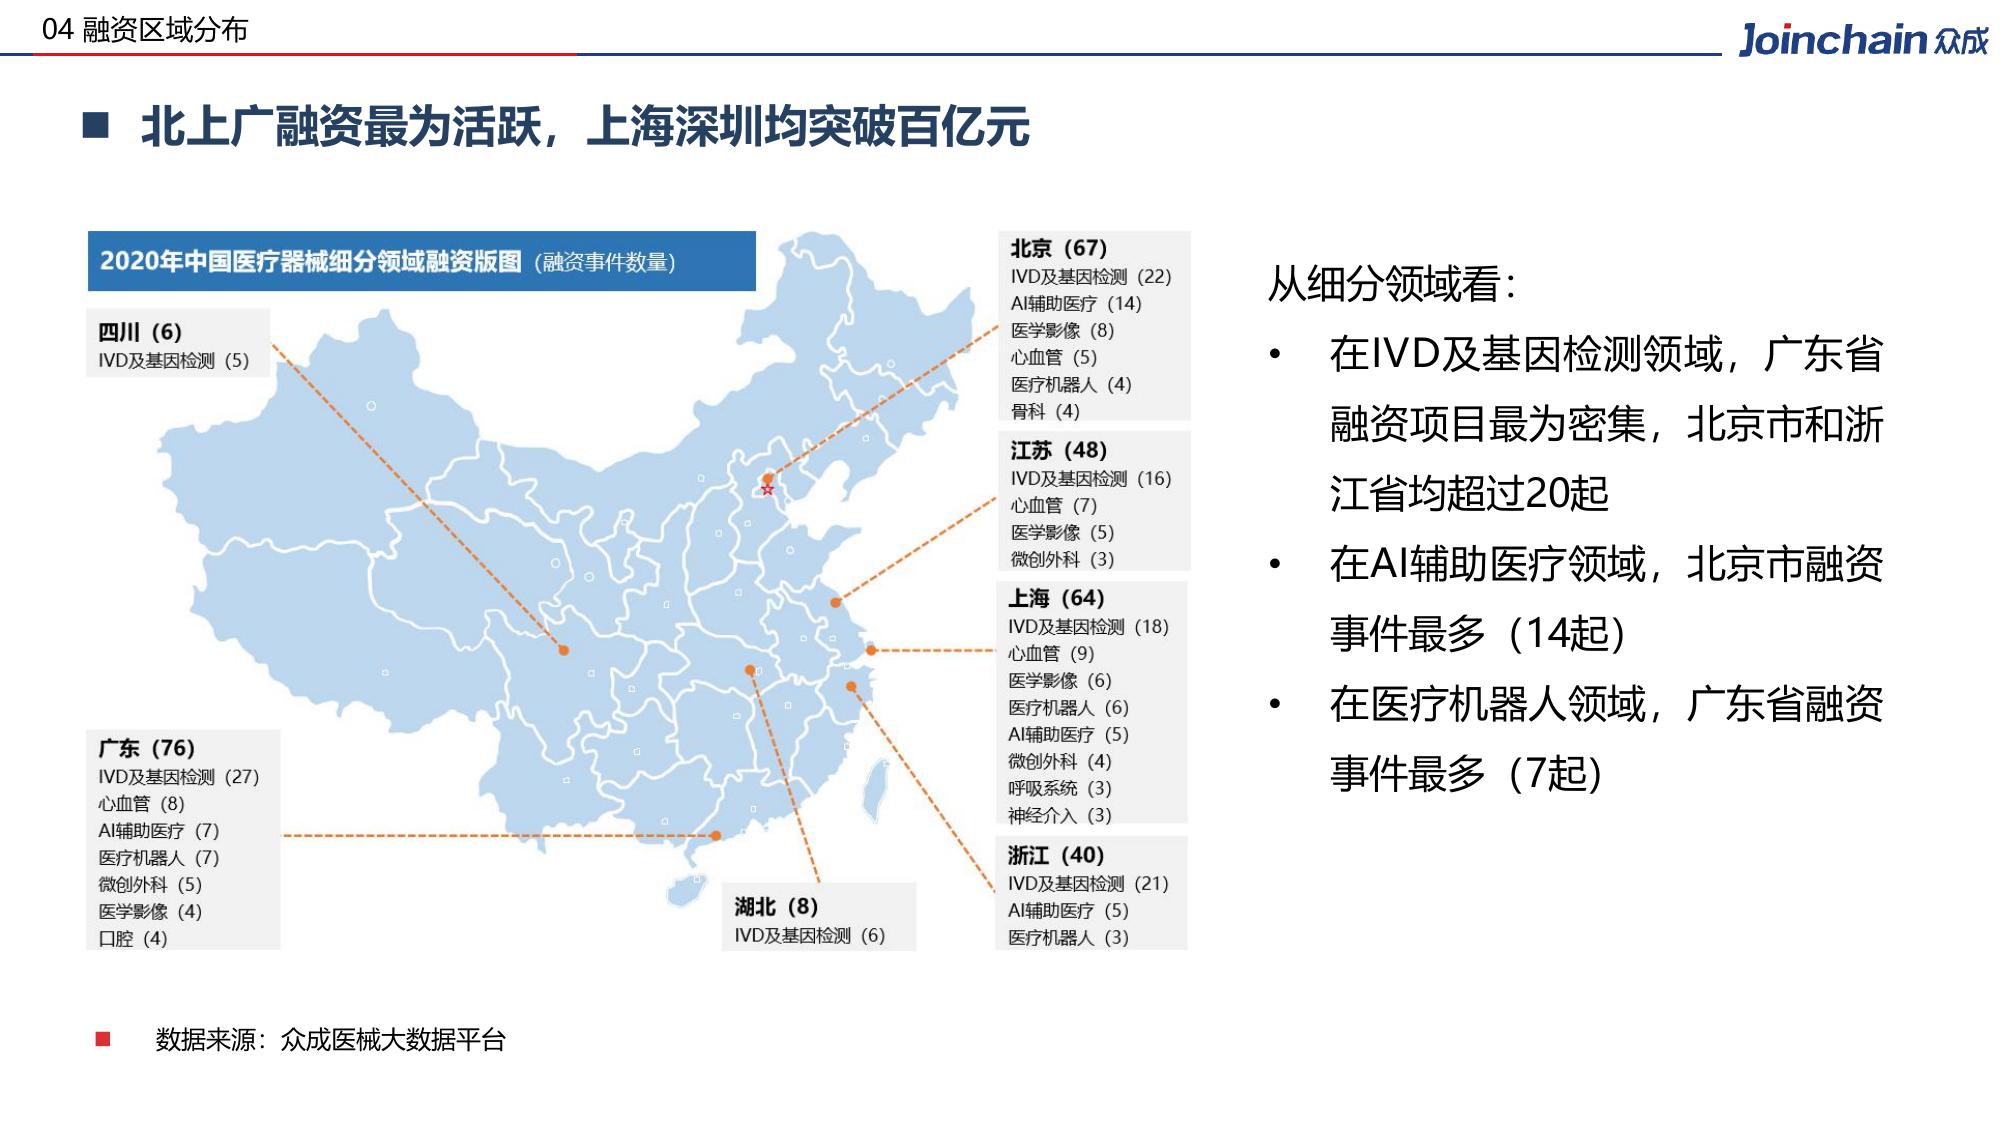 04 融资区域分布
Joinchain 众成
■ 北上广融资最为活跃，上海深圳均突破百亿元
2020年中国医疗器械细分领域融资版图（融资事件数量）
四川（6）
IVD及基因检测（5）
广东（76）
IVD及基因检测（27）
心血管（8）
AI辅助医疗（7）
医疗机器人（7）
微创外科（5）
医学影像（4）
口腔（4）
湖北（8）
IVD及基因检测（6）
北京（67）
IVD及基因检测（22）
AI辅助医疗（14）
医学影像（8）
心血管（5）
医疗机器人（4）
骨科（4）
江苏（48）
IVD及基因检测（16）
心血管（7）
医学影像（5）
微创外科（3）
上海（64）
IVD及基因检测（18）
心血管（9）
医学影像（6）
医疗机器人（6）
AI辅助医疗（5）
微创外科（4）
呼吸系统（3）
神经介入（3）
浙江（40）
IVD及基因检测（21）
AI辅助医疗（5）
医疗机器人（3）
从细分领域看：
• 在IVD及基因检测领域，广东省
融资项目最为密集，北京市和浙
江省均超过20起
• 在AI辅助医疗领域，北京市融资
事件最多（14起）
• 在医疗机器人领域，广东省融资
事件最多（7起）
■ 数据来源：众成医械大数据平台